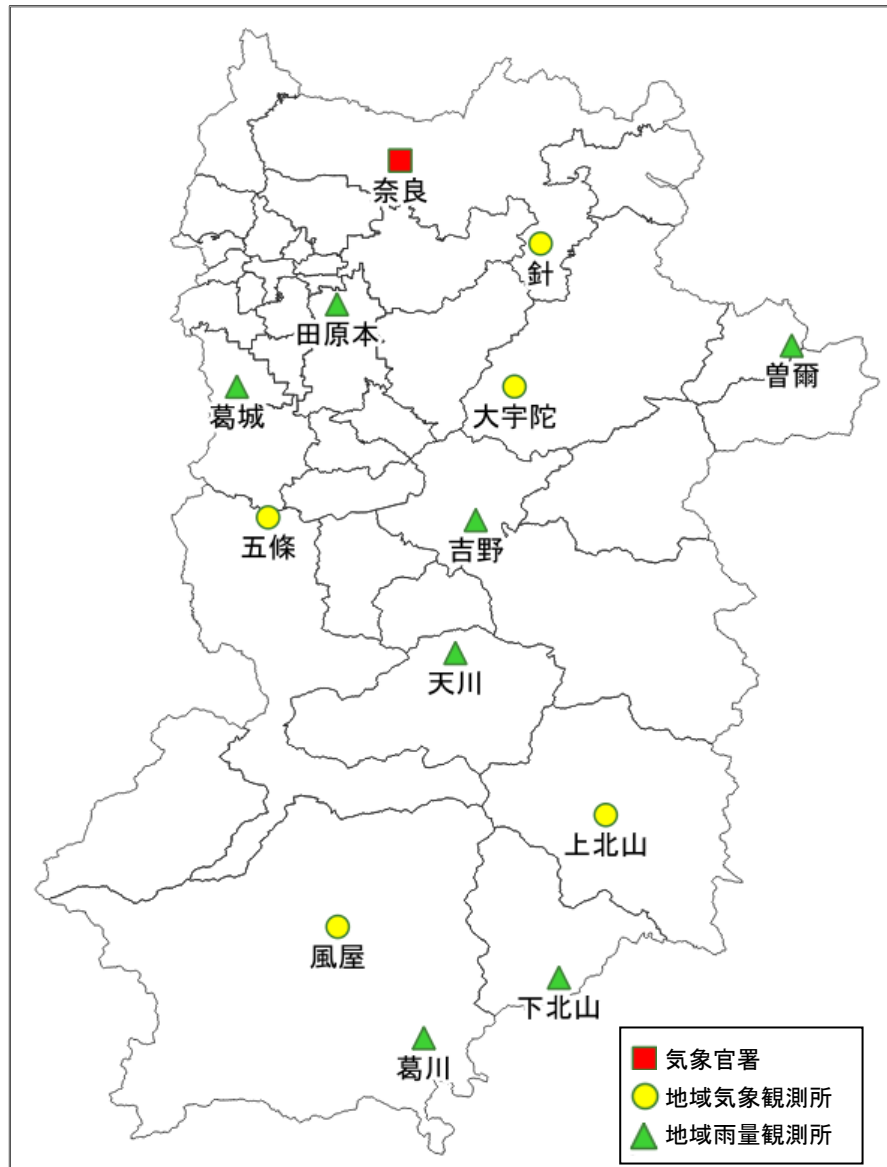 奈良
針
田原本
曽爾
葛城
大宇陀
五條
吉野
天川
上北山
風屋
下北山
葛川
気象官署
地域気象観測所
地域雨量観測所